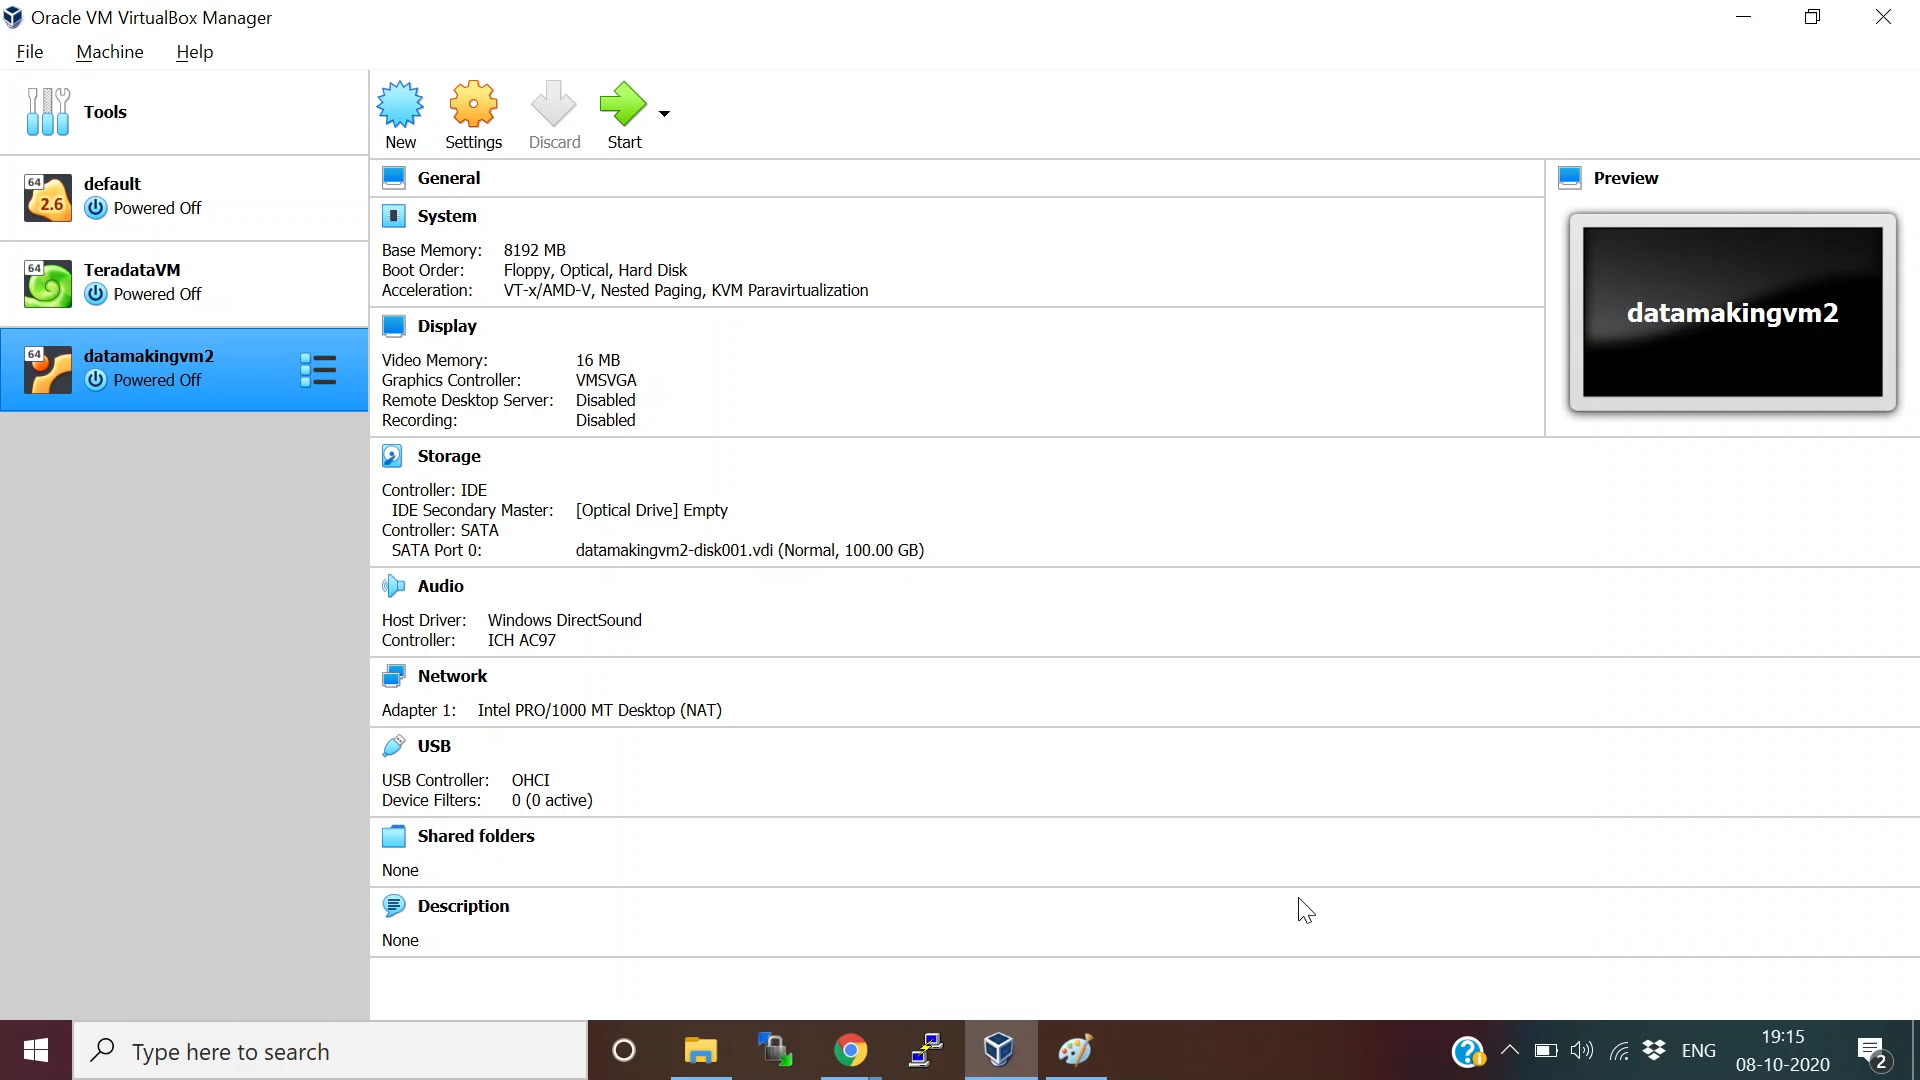 Oracle VM VirtualBox Manager
File Machine Help
Tools
New Settings Discard Start
64 2.6 default
Powered Off
64 TeradataVM
Powered Off
64 datamakingvm2
Powered Off
General
System
Base Memory: 8192 MB
Boot Order: Floppy, Optical, Hard Disk
Acceleration: VT-x/AMD-V, Nested Paging, KVM Paravirtualization
Display
Video Memory: 16 MB
Graphics Controller: VMSVGA
Remote Desktop Server: Disabled
Recording: Disabled
Preview
datamakingvm2
Storage
Controller: IDE
IDE Secondary Master: [Optical Drive] Empty
Controller: SATA
SATA Port 0: datamakingvm2-disk001.vdi (Normal, 100.00 GB)
Audio
Host Driver: Windows DirectSound
Controller: ICH AC97
Network
Adapter 1: Intel PRO/1000 MT Desktop (NAT)
USB
USB Controller: OHCI
Device Filters: 0 (0 active)
Shared folders
None
Description
None
Type here to search
ENG
19:15
08-10-2020
2